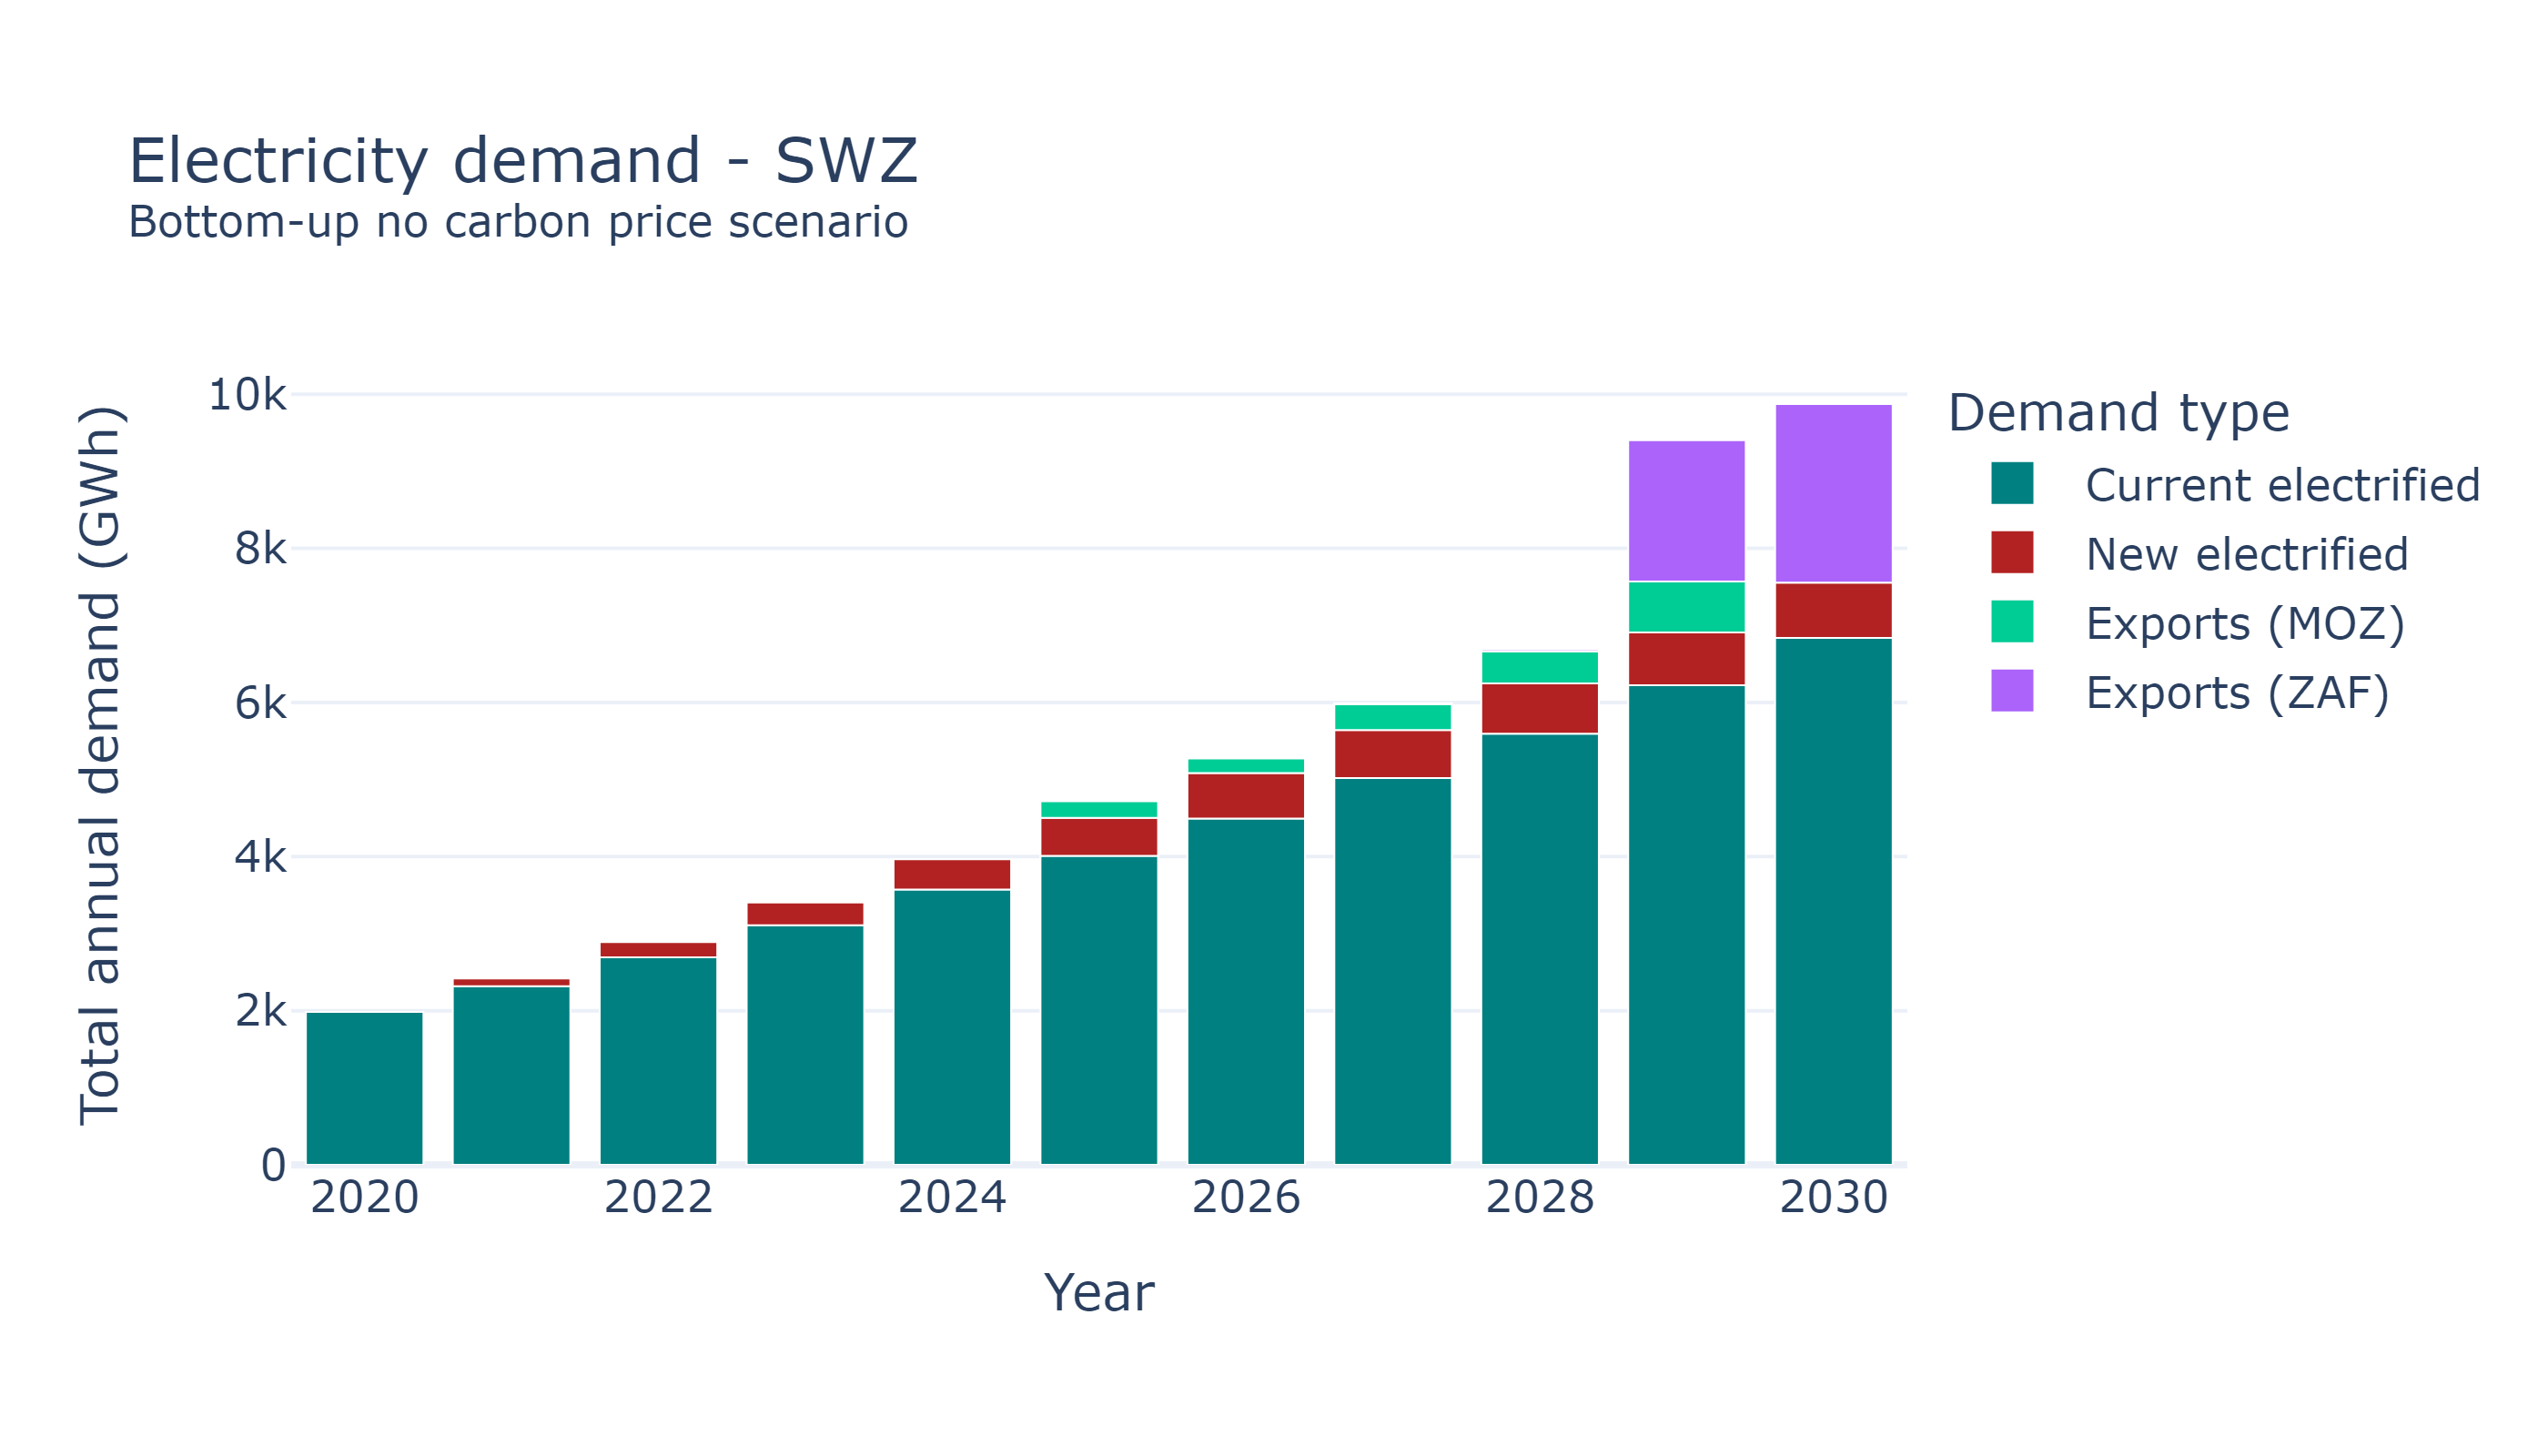 Electricity demand - SWZ
Bottom-up no carbon price scenario
Total annual demand (GWh)
10k
8k
6k
4k
2k
0
2020
2022
2024
2026
2028
2030
Year
Demand type
Current electrified
New electrified
Exports (MOZ)
Exports (ZAF)